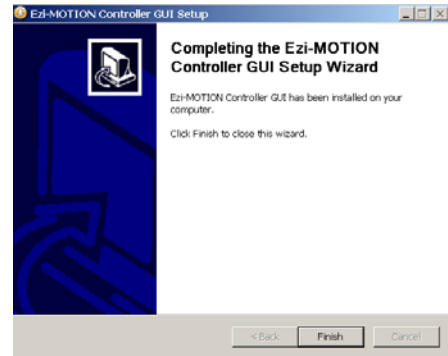 Ezi-MOTION Controller GUI Setup
Completing the Ezi-MOTION
Controller GUI Setup Wizard
Ezi-MOTION Controller GUI has been installed on your
computer.
Click Finish to close this wizard.
< Back Finish Cancel